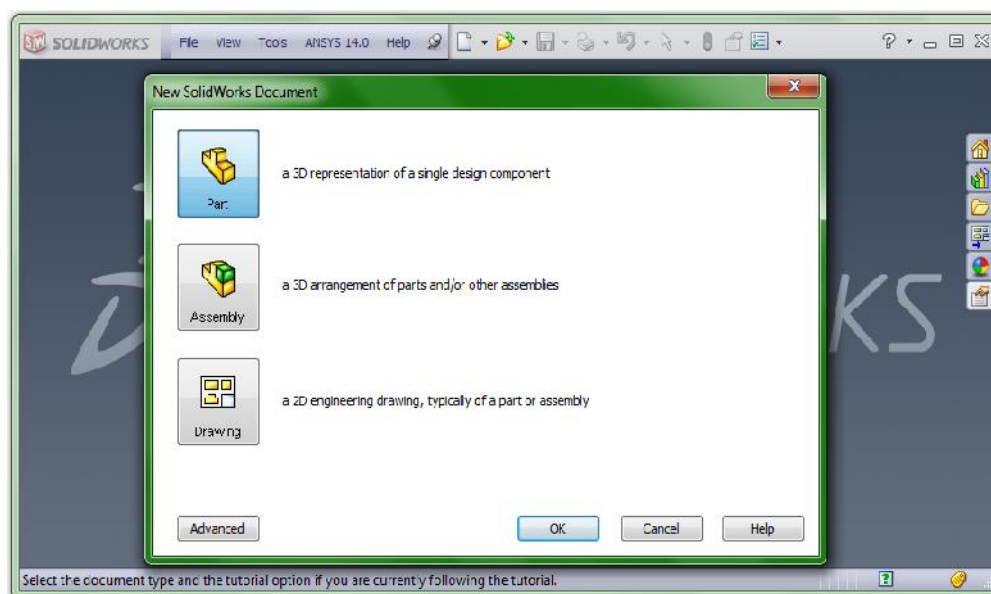 SOLIDWORKS File View Tools ANSYS 14.0 Help
New SolidWorks Document
Part
a 3D representation of a single design component
Assembly
a 3D arrangement of parts and/or other assemblies
Drawing
a 2D engineering drawing, typically of a part or assembly
KS
Advanced OK Cancel Help
Select the document type and the tutorial option if you are currently following the tutorial.